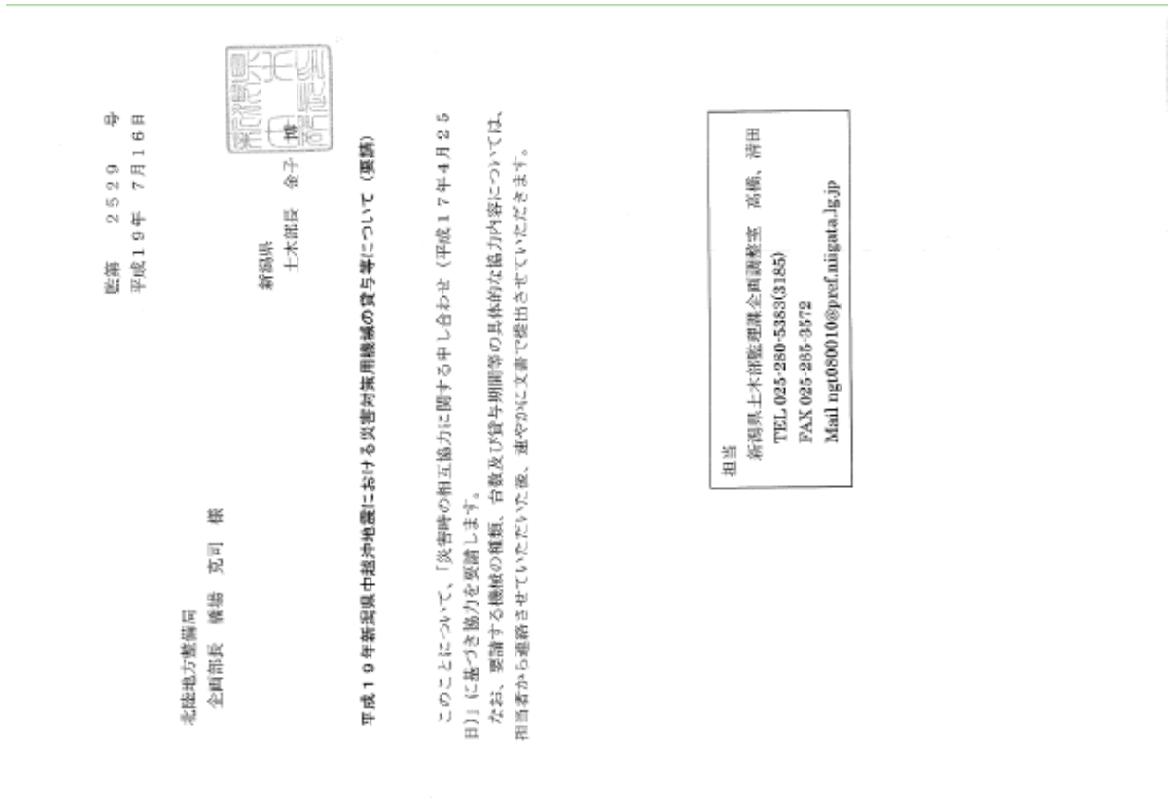 監第 2529 号
平成19年 7月16日
北陸地方整備局
企画部長 橋場 克司 様
新潟県
土木部長 金子 博
平成19年新潟県中越沖地震における災害対策用機械の貸与等について（要請）
このことについて、「災害時の相互協力に関する申し合わせ（平成17年4月25
日）」に基づき協力を要請します。
なお、要請する機械の種類、台数及び貸与期間等の具体的な協力内容については、
担当者から連絡させていただいた後、速やかに文書で提出させていただきます。
担当
新潟県土木部監理課企画調整室 高橋、清田
TEL 025-280-5383(3185)
FAX 025-285-3572
Mail ngt080010@pref.niigata.lg.jp